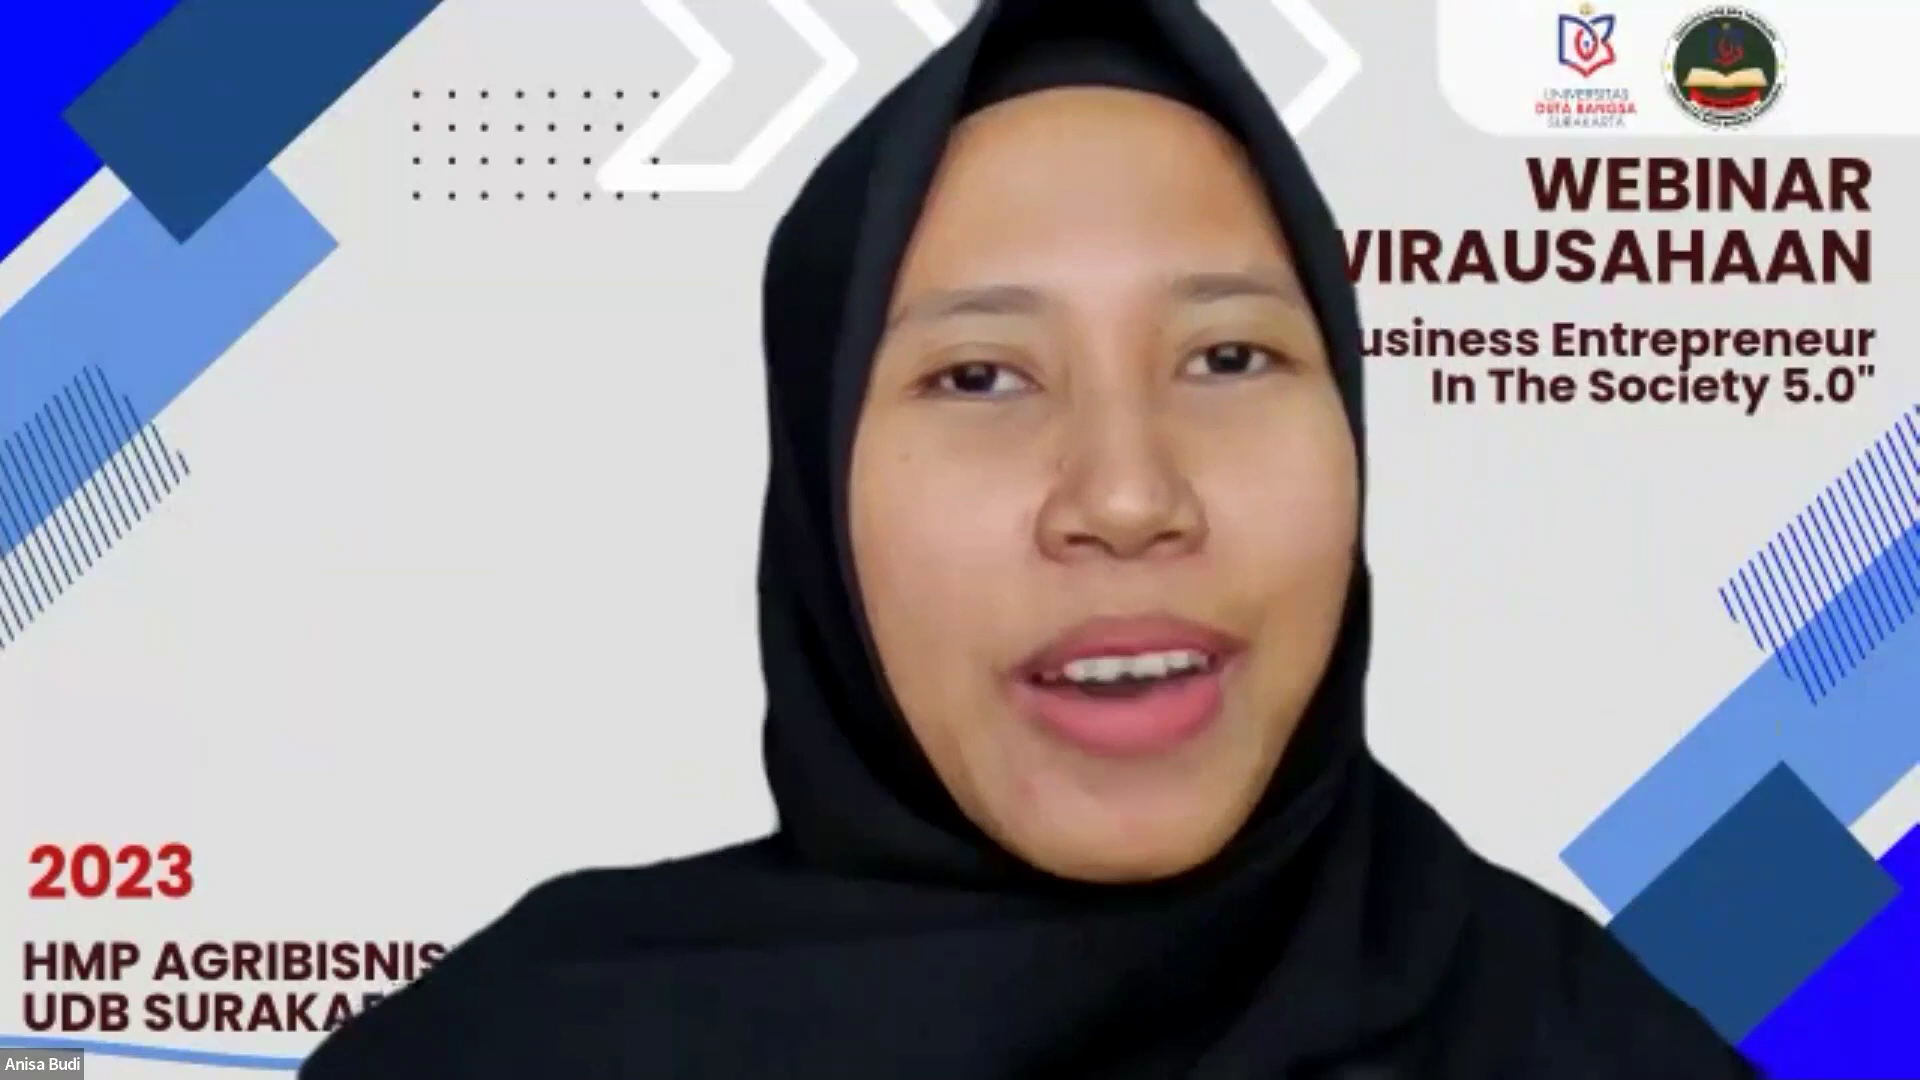 UNIVERSITAS
DUTA BANGSA
SURAKARTA
WEBINAR
WIRAUSAHAAN
usiness Entrepreneur
In The Society 5.0"
2023
HMP AGRIBISNIS
UDB SURAKA
Anisa Budi